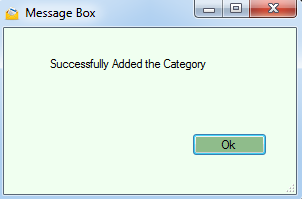 Message Box
Successfully Added the Category
Ok